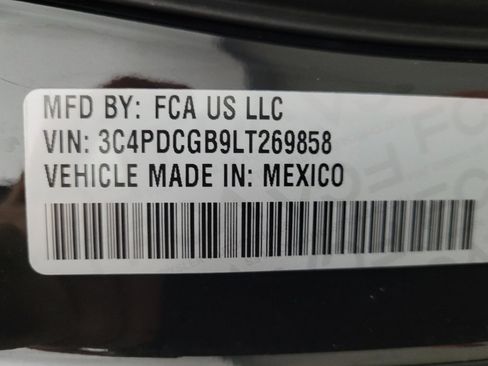 MFD BY: FCA US LLC
VIN: 3C4PDCGB9LT269858
VEHICLE MADE IN: MEXICO